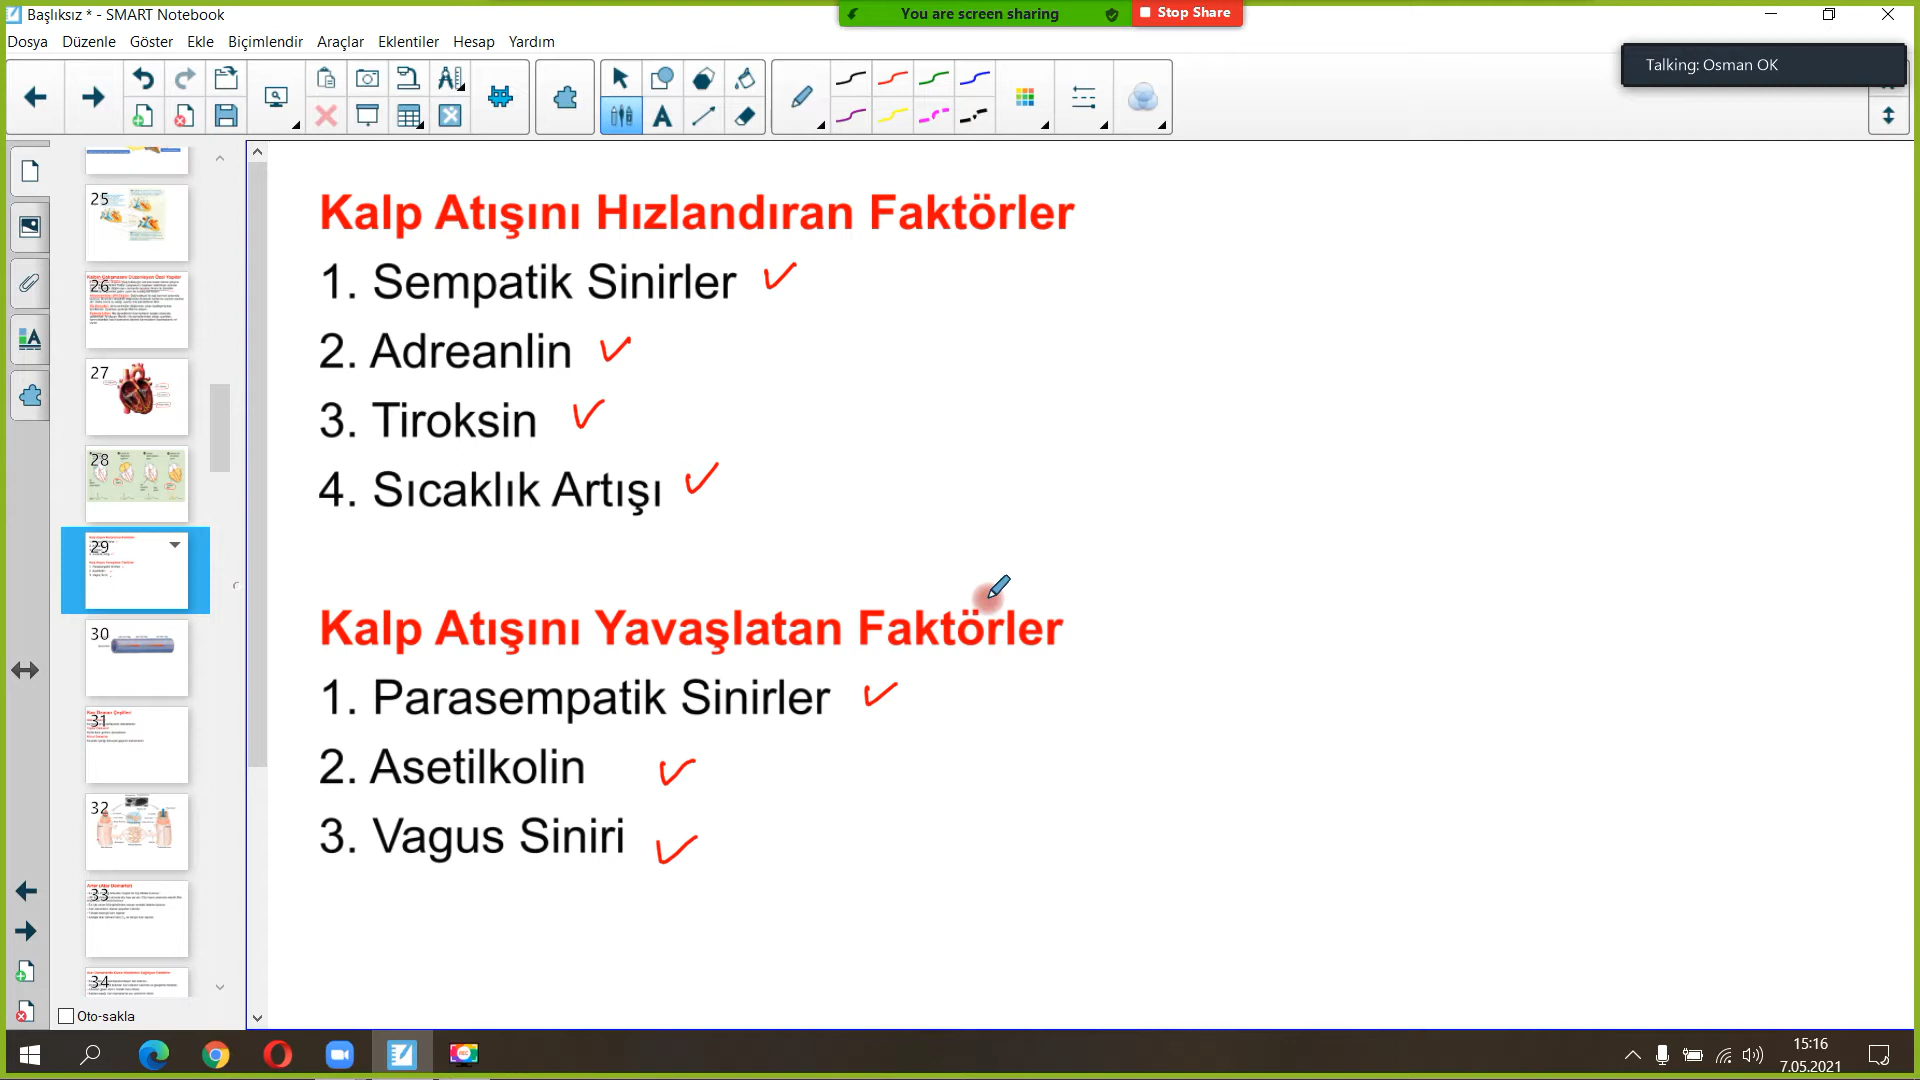 Başlıksız * - SMART Notebook
You are screen sharing
Stop Share
Dosya Düzenle Göster Ekle Biçimlendir Araçlar Eklentiler Hesap Yardım
Talking: Osman OK
25
26
27
28
29
30
31
32
33
34
Oto-sakla
Kalp Atışını Hızlandıran Faktörler
1. Sempatik Sinirler
2. Adreanlin
3. Tiroksin
4. Sıcaklık Artışı
Kalp Atışını Yavaşlatan Faktörler
1. Parasempatik Sinirler
2. Asetilkolin
3. Vagus Siniri
15:16
7.05.2021